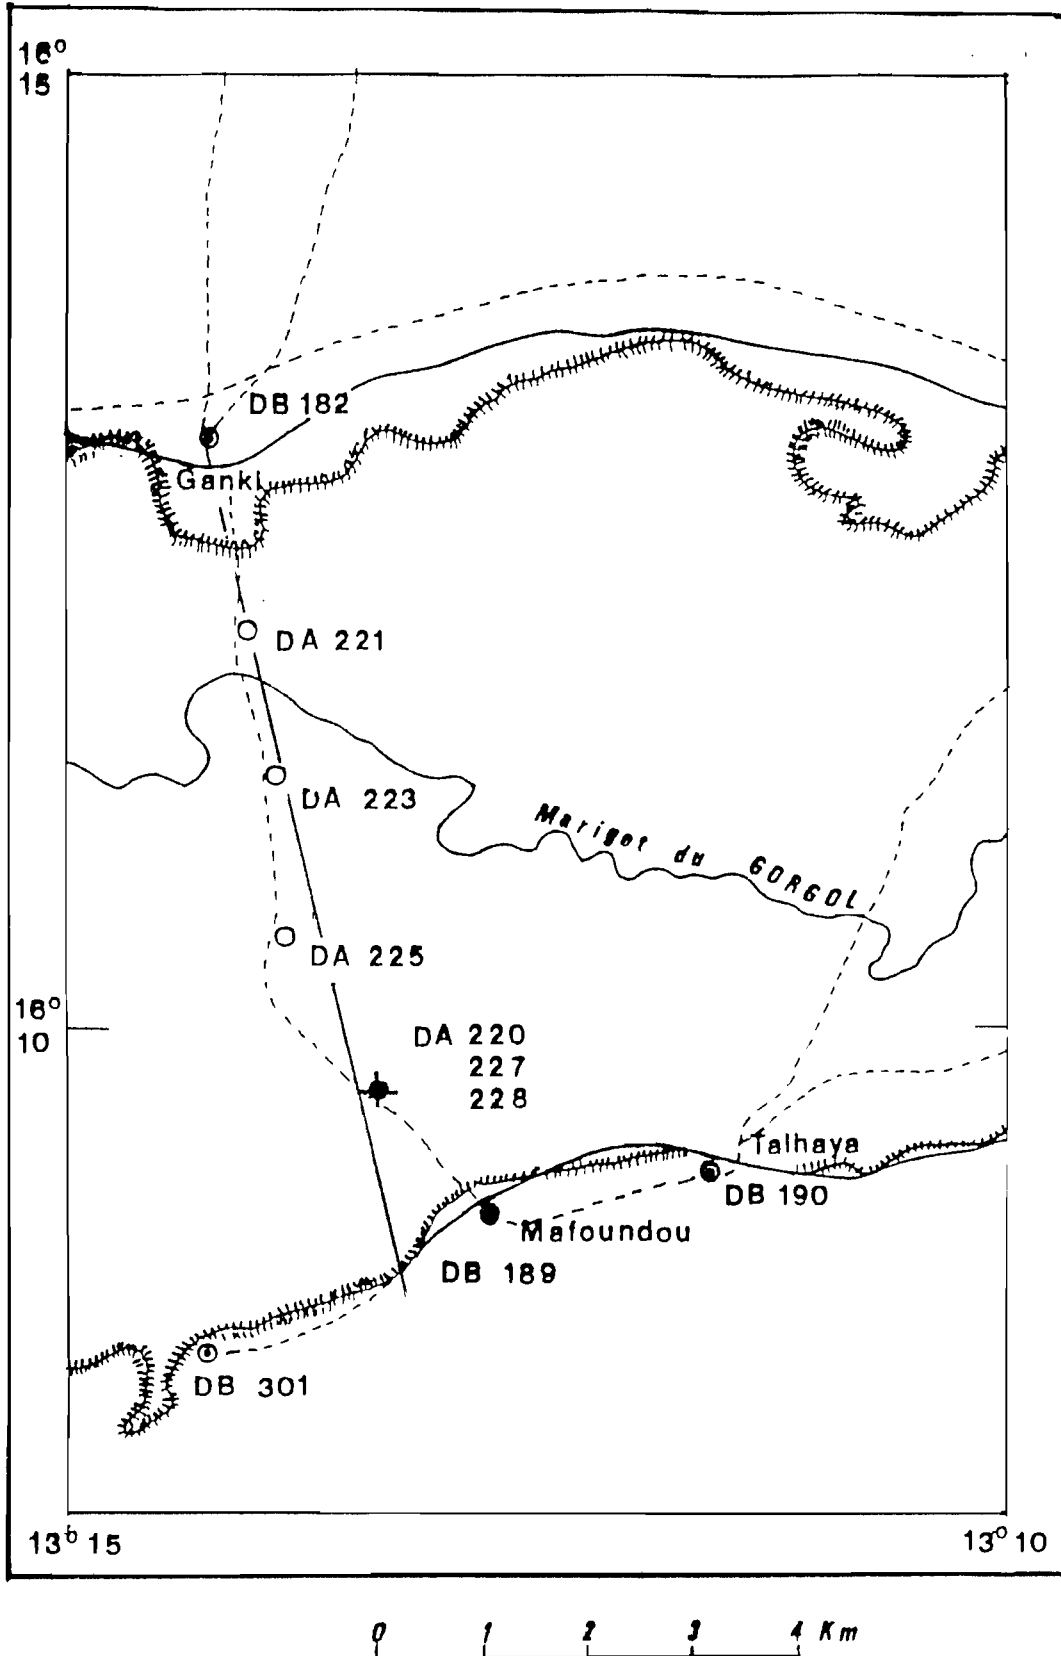 16°
15
DB 182
Ganki
DA 221
DA 223
Marigot du GORGOL
DA 225
16°
10
DA 220
227
228
Talhaya
DB 190
Mafoundou
DB 189
DB 301
13° 15
13° 10
0 1 2 3 4 Km